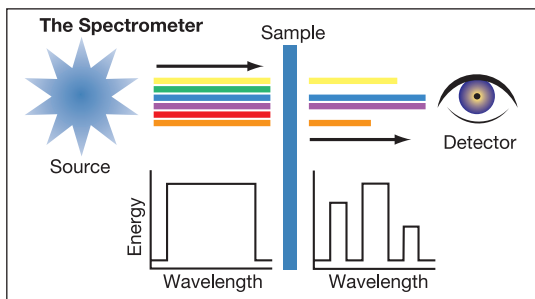 The Spectrometer
Sample
Source
Detector
Energy
Wavelength
Wavelength